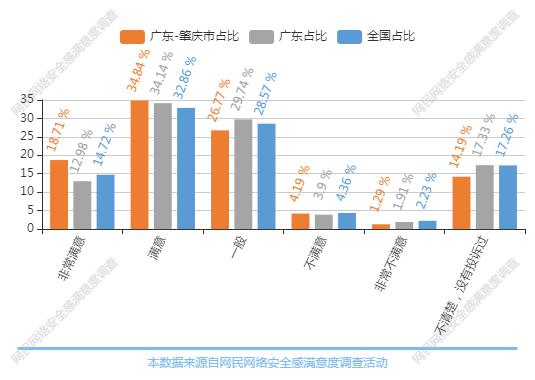 广东-肇庆市占比 广东占比 全国占比
网民网络安全感满意度调查
网民网络安全感满意度调查
35
30
25
20
15
10
5
0
18.71 % 12.98 % 14.72 %
34.84 % 34.14 % 32.86 %
26.77 % 29.74 % 28.57 %
4.19 % 3.9 % 4.36 %
1.29 % 1.91 % 2.23 %
14.19 % 17.33 % 17.26 %
非常满意 满意 一般 不满意 非常不满意 不清楚，没有投诉过
网民网络安全感满意度调查
网民网络安全感满意度调查
本数据来源自网民网络安全感满意度调查活动